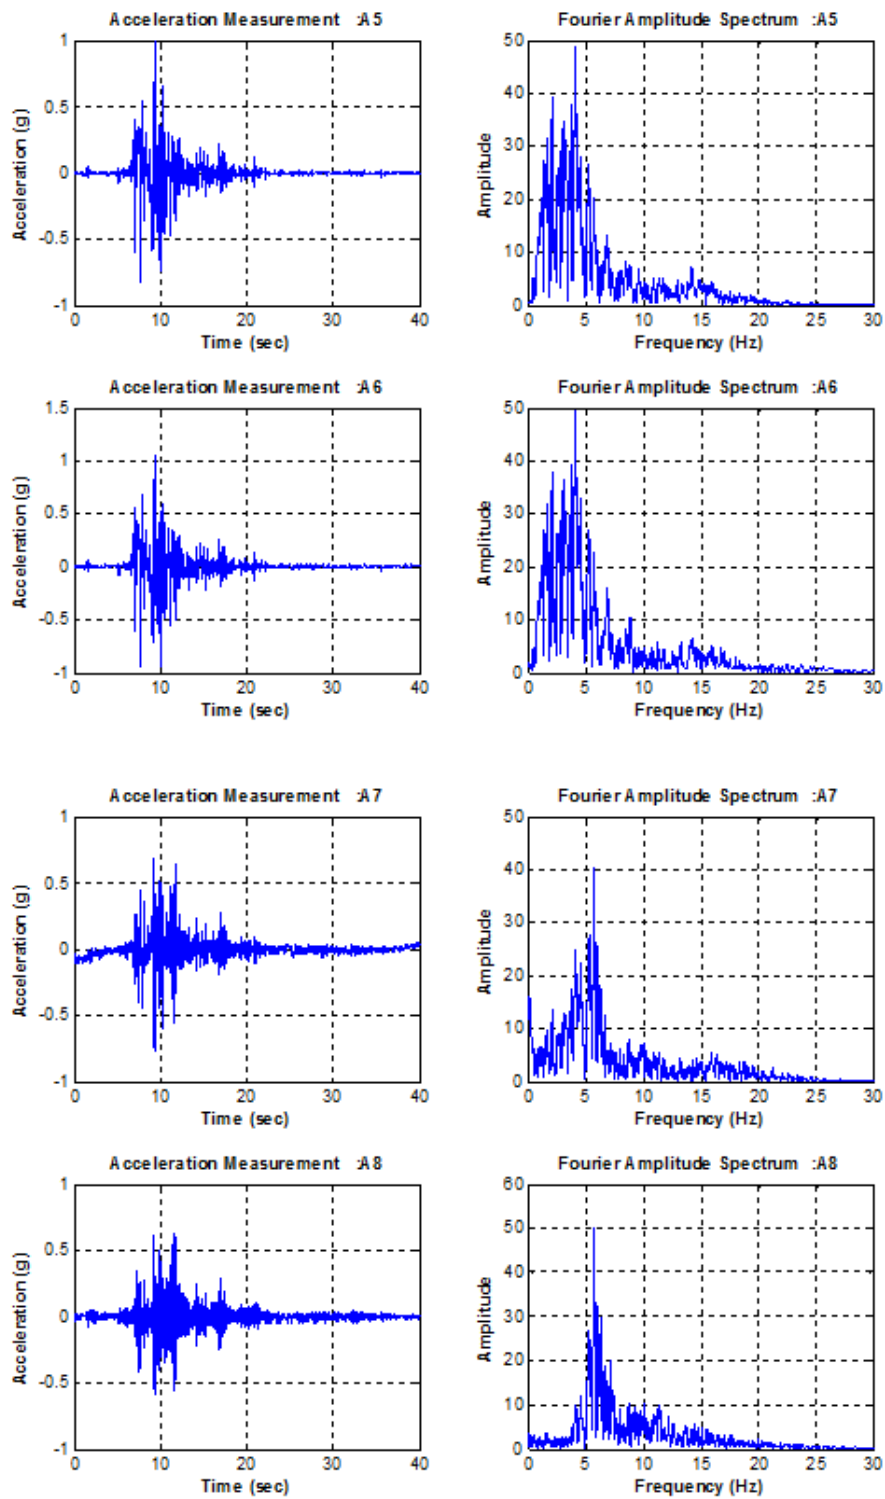 Acceleration Measurement :A5
Fourier Amplitude Spectrum :A5
Acceleration (g)
1
0.5
0
-0.5
-1
0 10 20 30 40
Time (sec)
Amplitude
50
40
30
20
10
0
0 5 10 15 20 25 30
Frequency (Hz)
Acceleration Measurement :A6
Fourier Amplitude Spectrum :A6
Acceleration (g)
1.5
1
0.5
0
-0.5
-1
0 10 20 30 40
Time (sec)
Amplitude
50
40
30
20
10
0
0 5 10 15 20 25 30
Frequency (Hz)
Acceleration Measurement :A7
Fourier Amplitude Spectrum :A7
Acceleration (g)
1
0.5
0
-0.5
-1
0 10 20 30 40
Time (sec)
Amplitude
50
40
30
20
10
0
0 5 10 15 20 25 30
Frequency (Hz)
Acceleration Measurement :A8
Fourier Amplitude Spectrum :A8
Acceleration (g)
1
0.5
0
-0.5
-1
0 10 20 30 40
Time (sec)
Amplitude
60
50
40
30
20
10
0
0 5 10 15 20 25 30
Frequency (Hz)